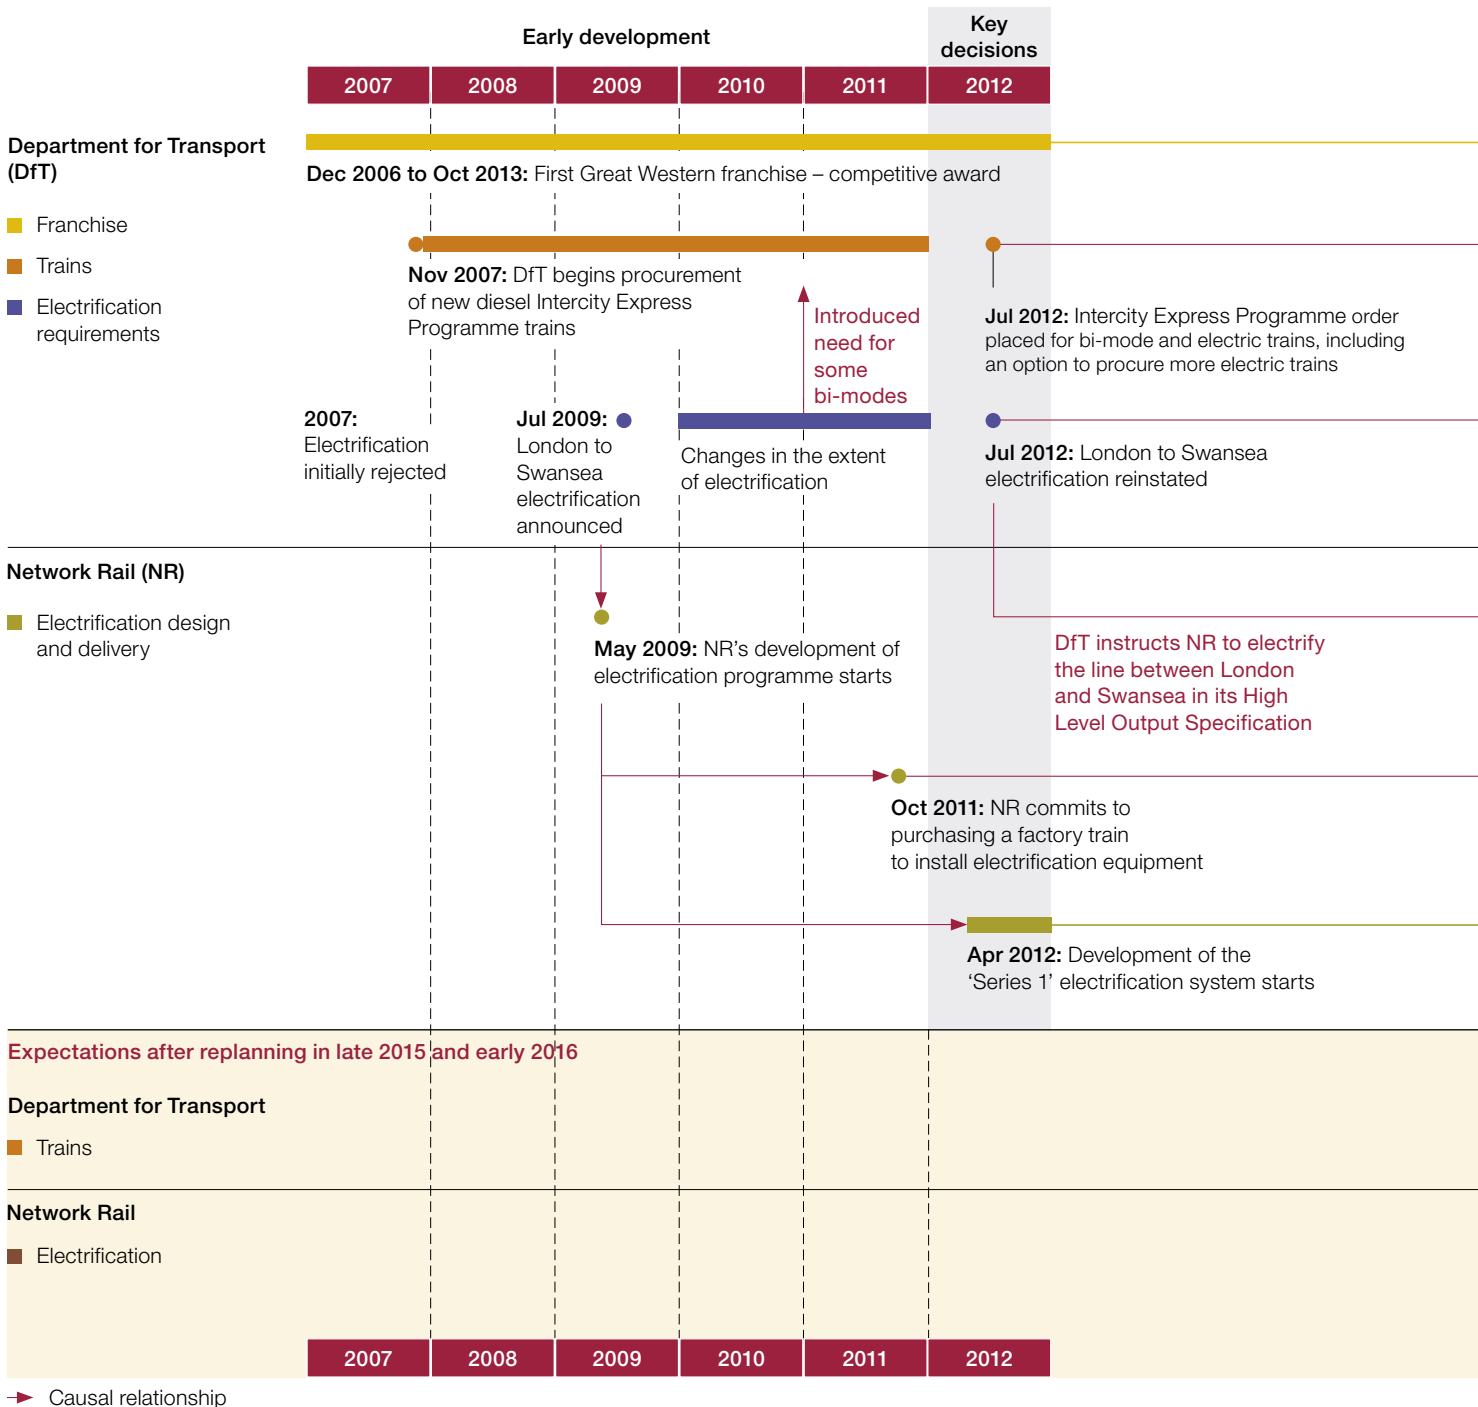 Early development
Key
decisions
2007 2008 2009 2010 2011 2012
Department for Transport
(DfT)
Franchise
Trains
Electrification
requirements
Dec 2006 to Oct 2013: First Great Western franchise – competitive award
Nov 2007: DfT begins procurement
of new diesel Intercity Express
Programme trains
Introduced
need for
some
bi-modes
Jul 2012: Intercity Express Programme order
placed for bi-mode and electric trains, including
an option to procure more electric trains
2007:
Electrification
initially rejected
Jul 2009:
London to
Swansea
electrification
announced
Changes in the extent
of electrification
Jul 2012: London to Swansea
electrification reinstated
Network Rail (NR)
Electrification design
and delivery
May 2009: NR’s development of
electrification programme starts
DfT instructs NR to electrify
the line between London
and Swansea in its High
Level Output Specification
Oct 2011: NR commits to
purchasing a factory train
to install electrification equipment
Apr 2012: Development of the
‘Series 1’ electrification system starts
Expectations after replanning in late 2015 and early 2016
Department for Transport
Trains
Network Rail
Electrification
2007 2008 2009 2010 2011 2012
Causal relationship